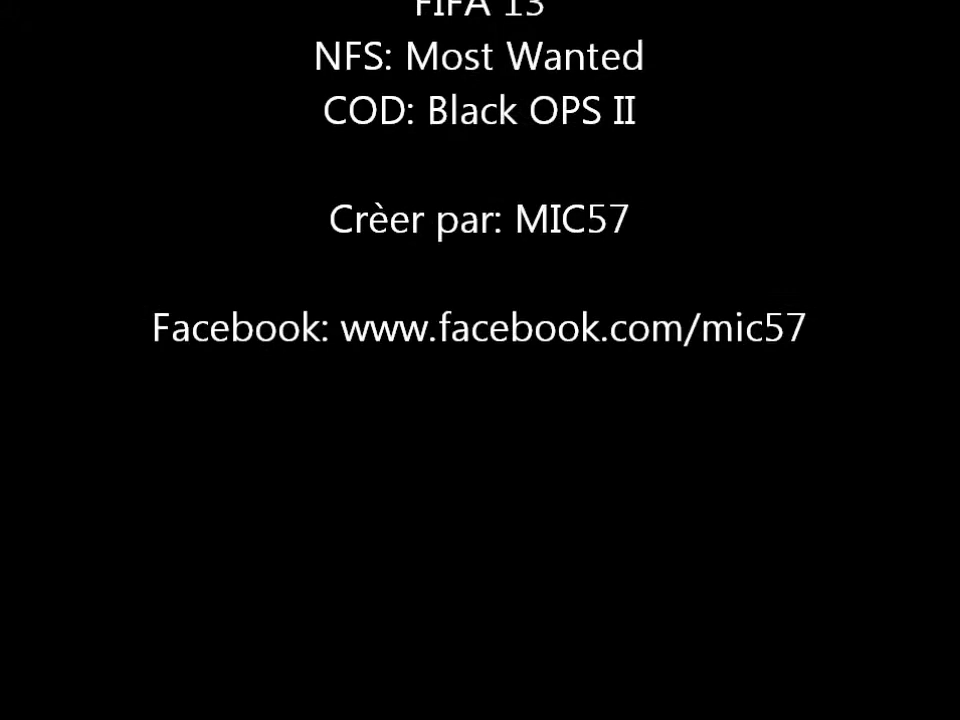 FIFA 13
NFS: Most Wanted
COD: Black OPS II
Crèer par: MIC57
Facebook: www.facebook.com/mic57